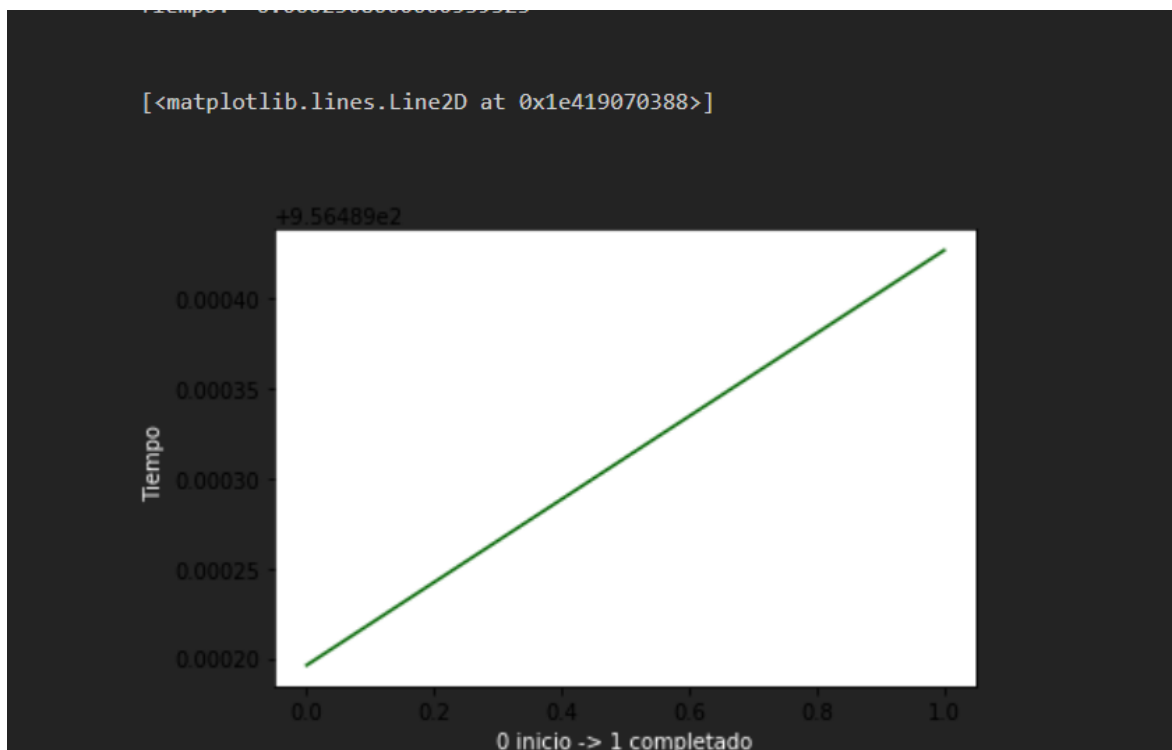 [<matplotlib.lines.Line2D at 0x1e419070388>]
+9.56489e2
0.00040
0.00035
0.00030
0.00025
0.00020
Tiempo
0.0 0.2 0.4 0.6 0.8 1.0
0 inicio -> 1 completado